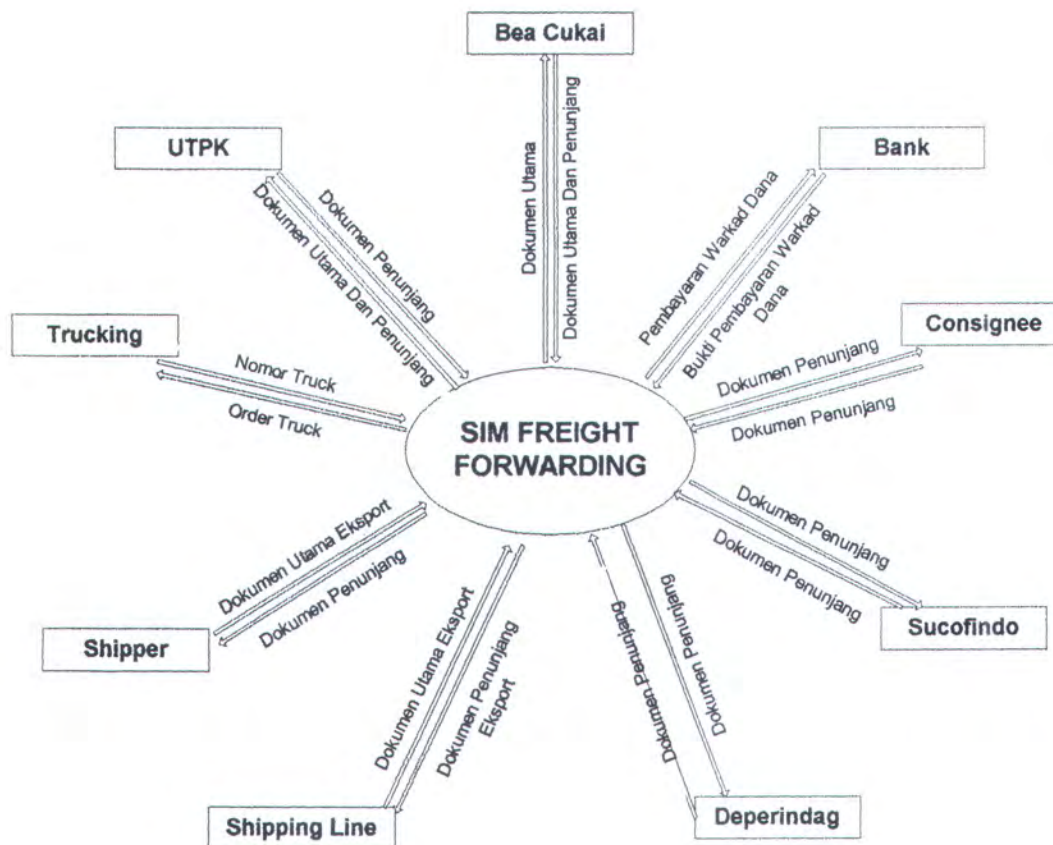 Bea Cukai
UTPK
Bank
Dokumen Utama
Dokumen Utama Dan Penunjang
Dokumen Penunjang
Dokumen Utama Dan Penunjang
Pembayaran Warkad Dana
Bukti Pembayaran Warkad
Dana
Trucking
Consignee
Nomor Truck
Order Truck
Dokumen Penunjang
Dokumen Penunjang
SIM FREIGHT
FORWARDING
Dokumen Utama Eksport
Dokumen Penunjang
Dokumen Penunjang
Dokumen Penunjang
Shipper
Sucofindo
Dokumen Utama Eksport
Dokumen Penunjang
Eksport
Dokumen Penunjang
Dokumen Penunjang
Shipping Line
Deperindag